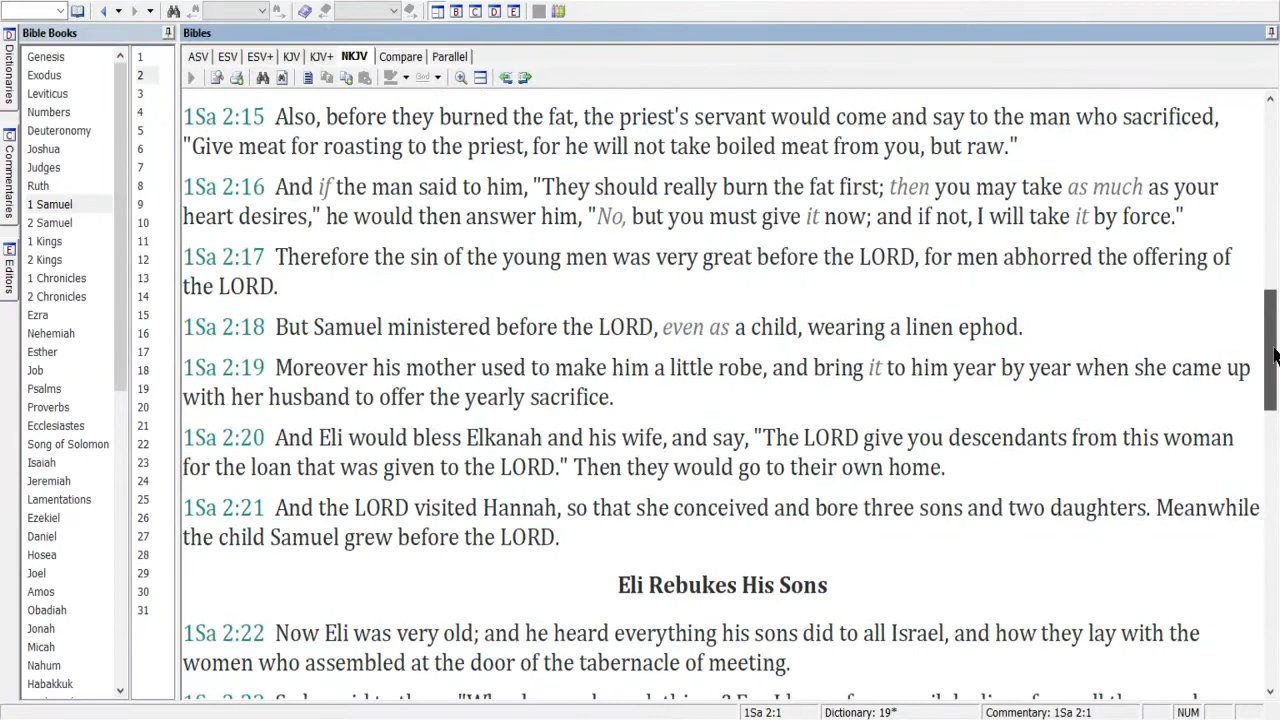 B C D E
Bible Books
Bibles
Dictionaries
Commentaries
Editors
Genesis
Exodus
Leviticus
Numbers
Deuteronomy
Joshua
Judges
Ruth
1 Samuel
2 Samuel
1 Kings
2 Kings
1 Chronicles
2 Chronicles
Ezra
Nehemiah
Esther
Job
Psalms
Proverbs
Ecclesiastes
Song of Solomon
Isaiah
Jeremiah
Lamentations
Ezekiel
Daniel
Hosea
Joel
Amos
Obadiah
Jonah
Micah
Nahum
Habakkuk
1
2
3
4
5
6
7
8
9
10
11
12
13
14
15
16
17
18
19
20
21
22
23
24
25
26
27
28
29
30
31
ASV ESV ESV+ KJV KJV+ NKJV Compare Parallel
God
1Sa 2:15 Also, before they burned the fat, the priest's servant would come and say to the man who sacrificed,
"Give meat for roasting to the priest, for he will not take boiled meat from you, but raw."
1Sa 2:16 And if the man said to him, "They should really burn the fat first; then you may take as much as your
heart desires," he would then answer him, "No, but you must give it now; and if not, I will take it by force."
1Sa 2:17 Therefore the sin of the young men was very great before the LORD, for men abhorred the offering of
the LORD.
1Sa 2:18 But Samuel ministered before the LORD, even as a child, wearing a linen ephod.
1Sa 2:19 Moreover his mother used to make him a little robe, and bring it to him year by year when she came up
with her husband to offer the yearly sacrifice.
1Sa 2:20 And Eli would bless Elkanah and his wife, and say, "The LORD give you descendants from this woman
for the loan that was given to the LORD." Then they would go to their own home.
1Sa 2:21 And the LORD visited Hannah, so that she conceived and bore three sons and two daughters. Meanwhile
the child Samuel grew before the LORD.
Eli Rebukes His Sons
1Sa 2:22 Now Eli was very old; and he heard everything his sons did to all Israel, and how they lay with the
women who assembled at the door of the tabernacle of meeting.
1Sa 2:1 Dictionary: 19* Commentary: 1Sa 2:1 NUM